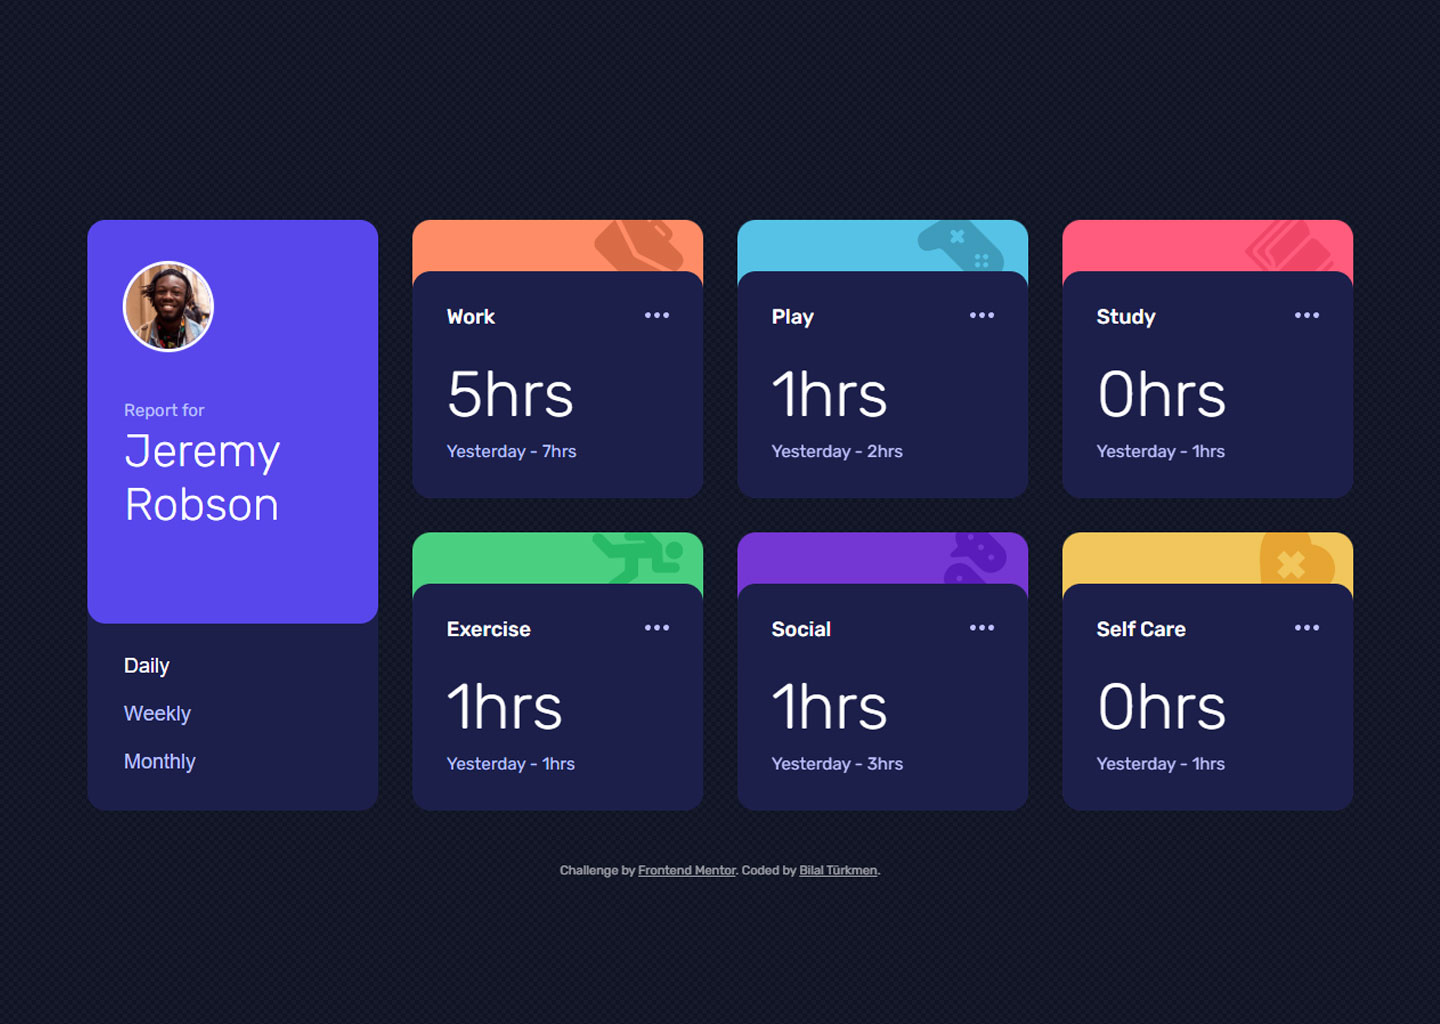 Report for
Jeremy
Robson
Daily
Weekly
Monthly
Work
5hrs
Yesterday - 7hrs
Play
1hrs
Yesterday - 2hrs
Study
0hrs
Yesterday - 1hrs
Exercise
1hrs
Yesterday - 1hrs
Social
1hrs
Yesterday - 3hrs
Self Care
0hrs
Yesterday - 1hrs
Challenge by Frontend Mentor. Coded by Bilal Türkmen.